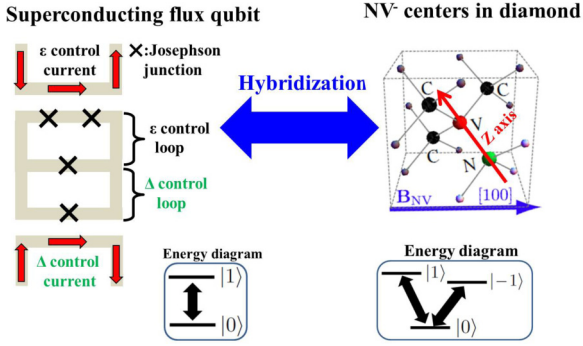 Superconducting flux qubit
NV⁻ centers in diamond
ε control
current
:Josephson
junction
Hybridization
ε control
loop
Δ control
loop
Δ control
current
C
C
C
V
N
Z axis
B_NV
[100]
Energy diagram
|1⟩
|0⟩
Energy diagram
|1⟩
|−1⟩
|0⟩